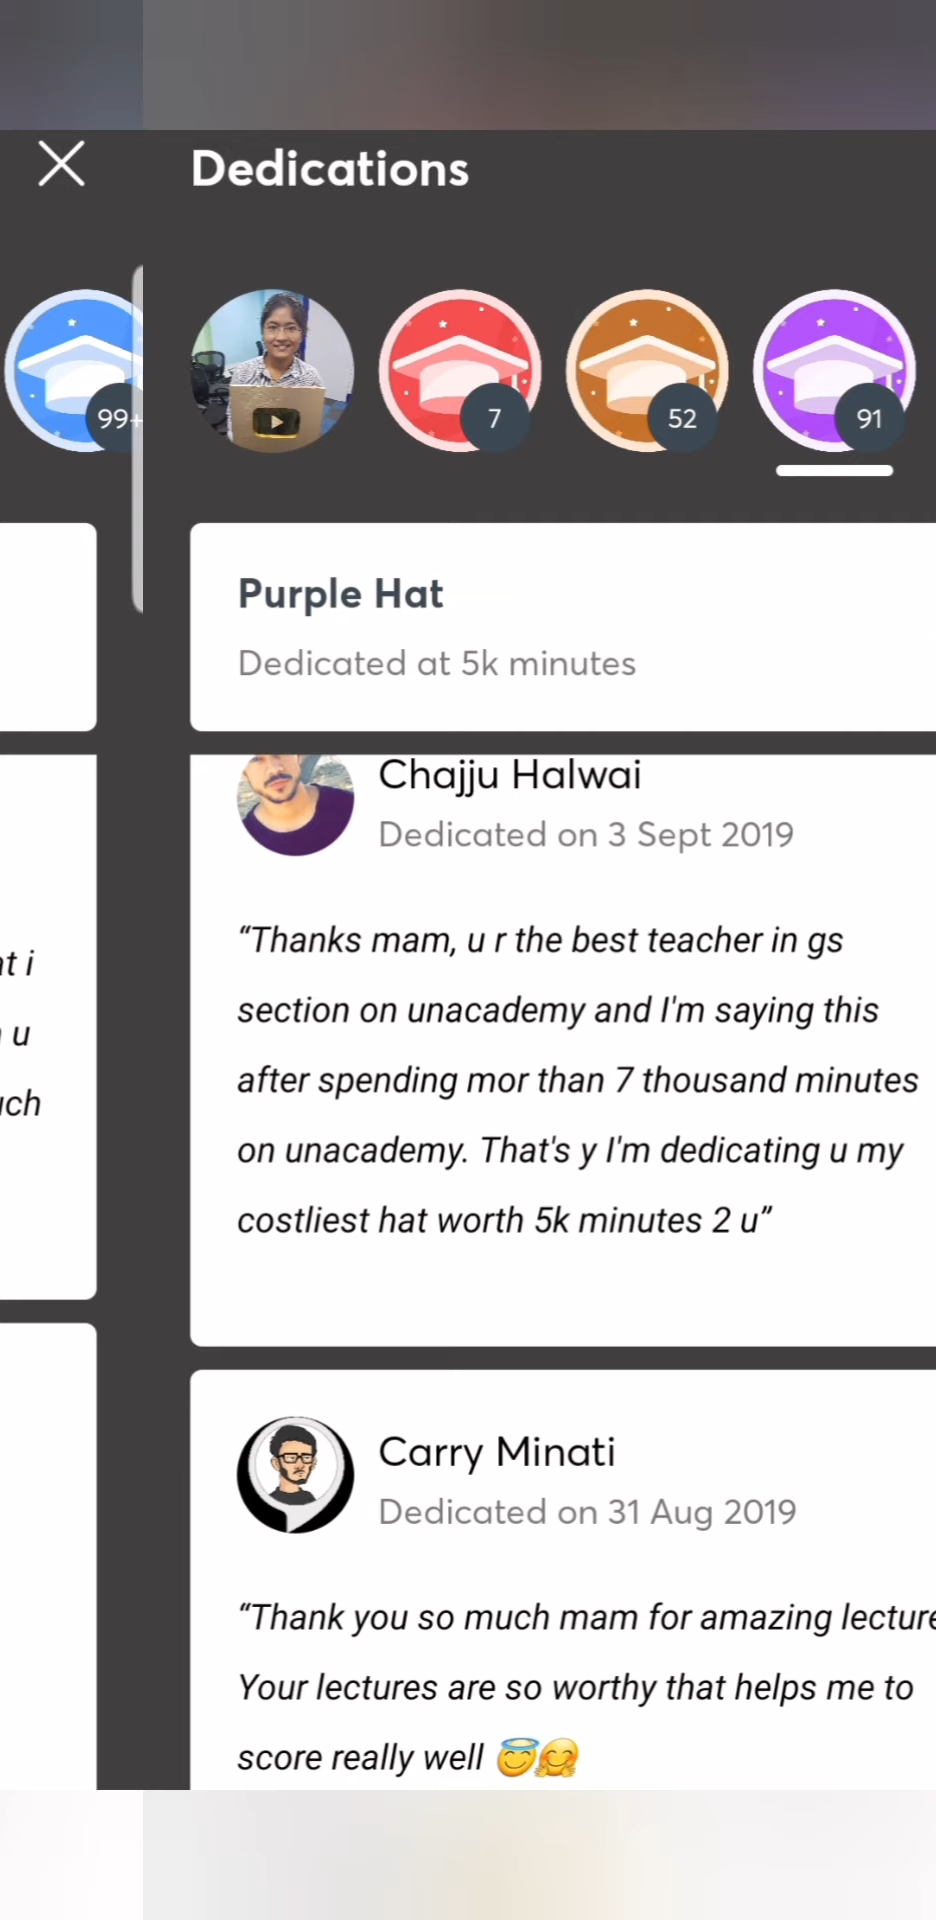 Dedications
99+
7
52
91
Purple Hat
Dedicated at 5k minutes
Chajju Halwai
Dedicated on 3 Sept 2019
“Thanks mam, u r the best teacher in gs
section on unacademy and I'm saying this
after spending mor than 7 thousand minutes
on unacademy. That's y I'm dedicating u my
costliest hat worth 5k minutes 2 u”
i
u
Carry Minati
Dedicated on 31 Aug 2019
“Thank you so much mam for amazing
Your lectures are so worthy that helps me to
score really well 😇🤗